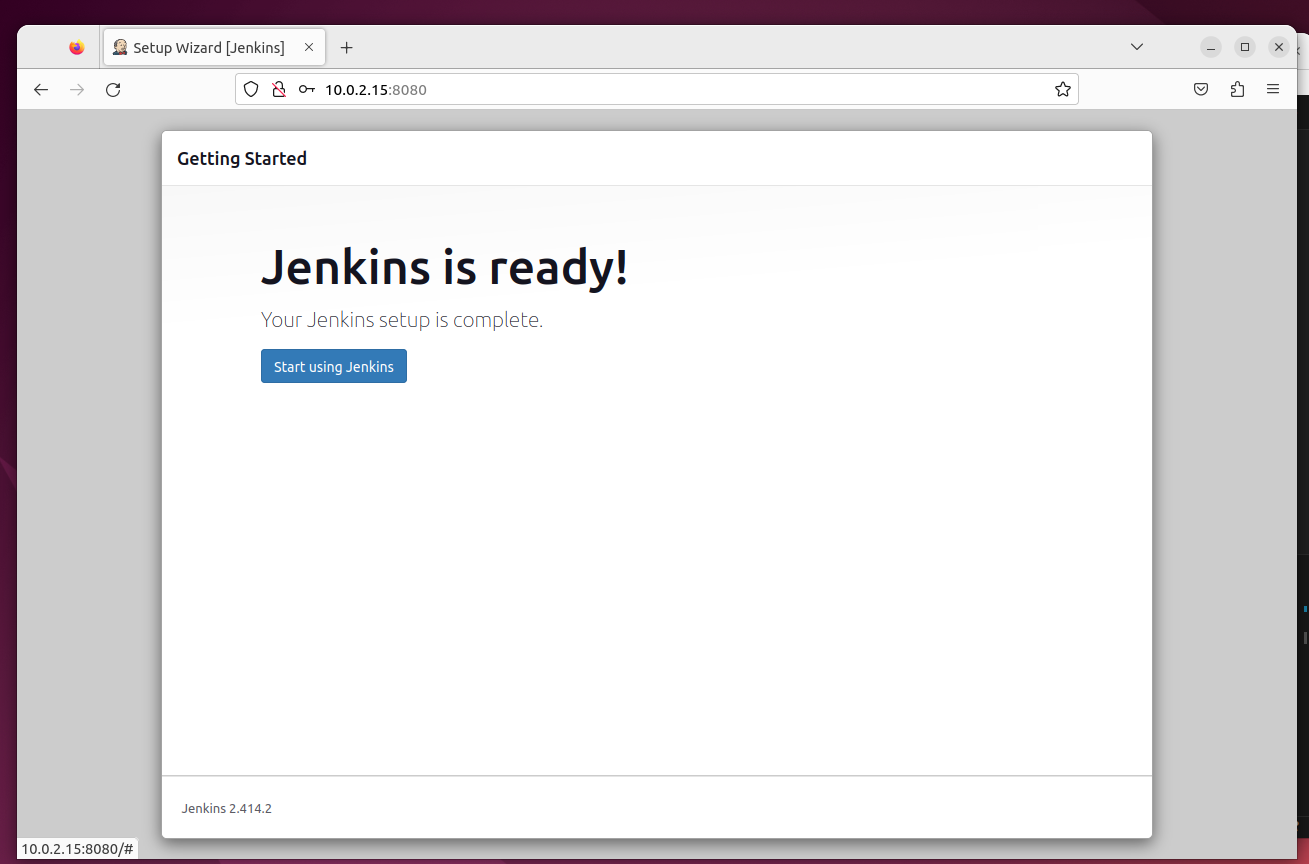 Setup Wizard [Jenkins]
10.0.2.15:8080
Getting Started
Jenkins is ready!
Your Jenkins setup is complete.
Start using Jenkins
Jenkins 2.414.2
10.0.2.15:8080/#